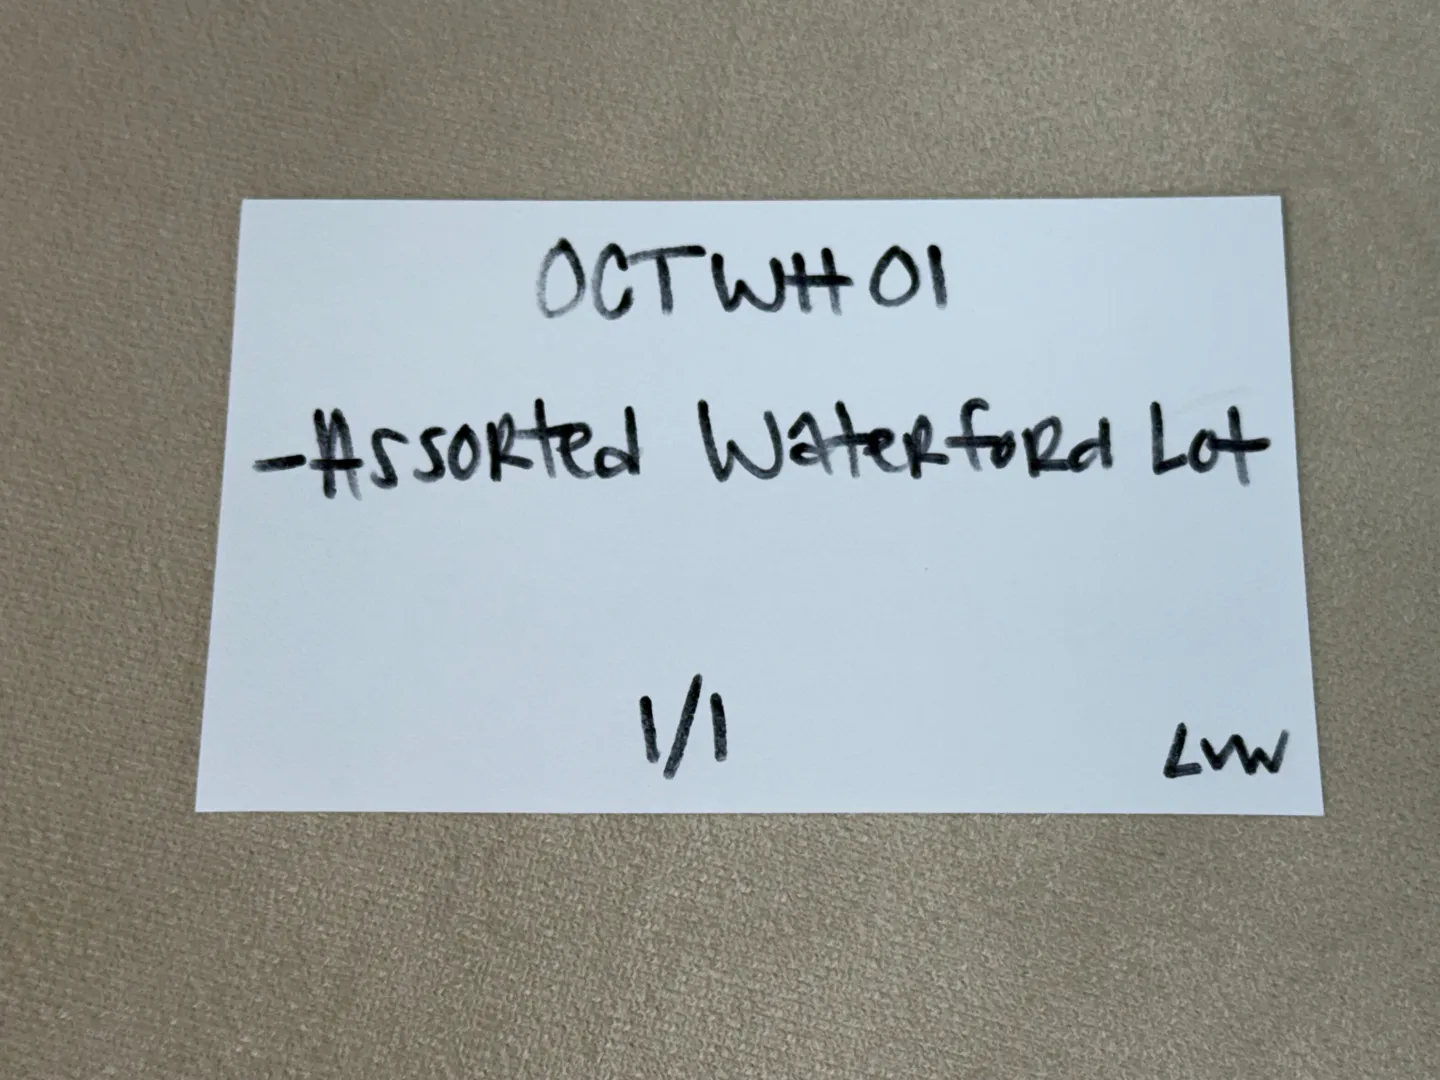 OCTWH01
-Assorted Waterford Lot
1/1
LVW